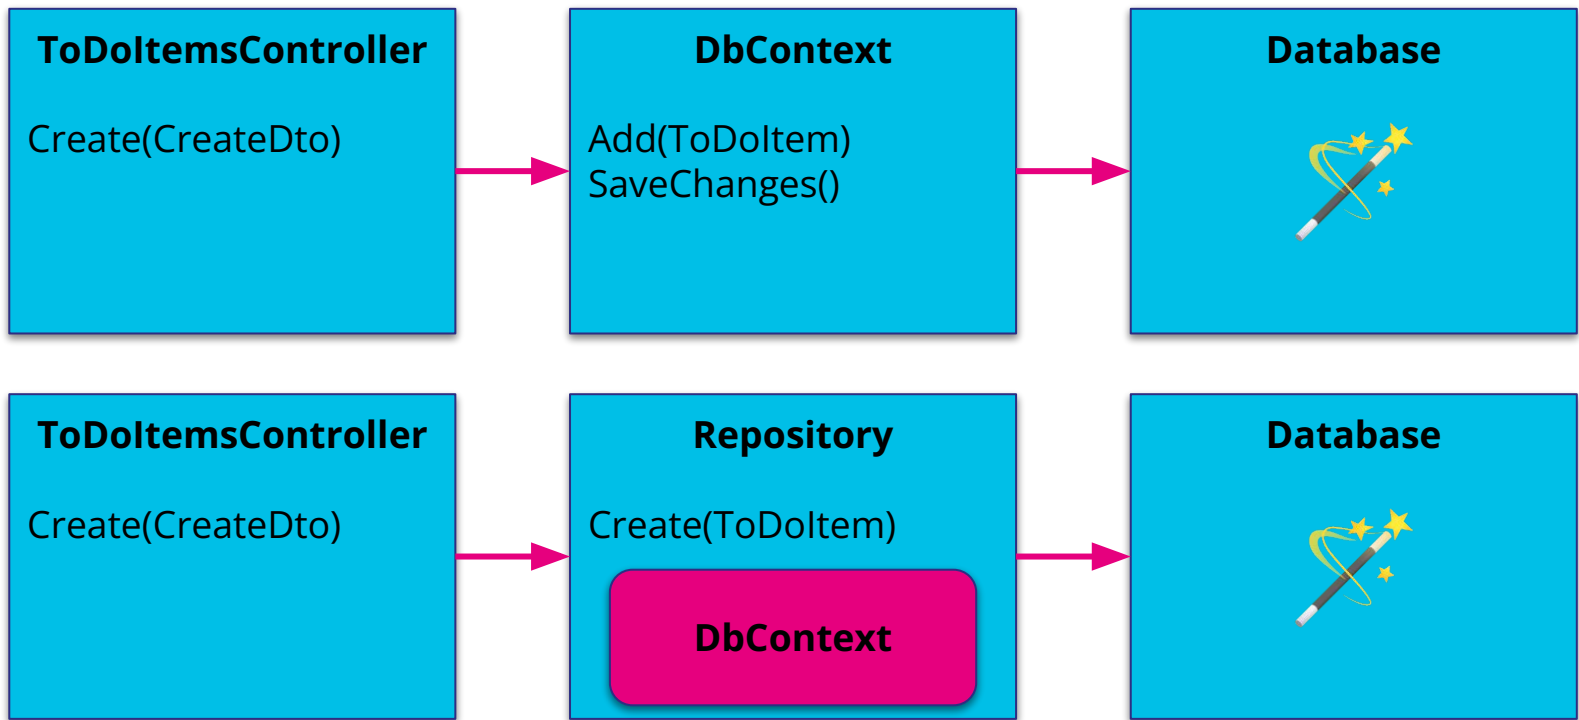 ToDoItemsController
Create(CreateDto)
DbContext
Add(ToDoItem)
SaveChanges()
Database
ToDoItemsController
Create(CreateDto)
Repository
Create(ToDoItem)
DbContext
Database